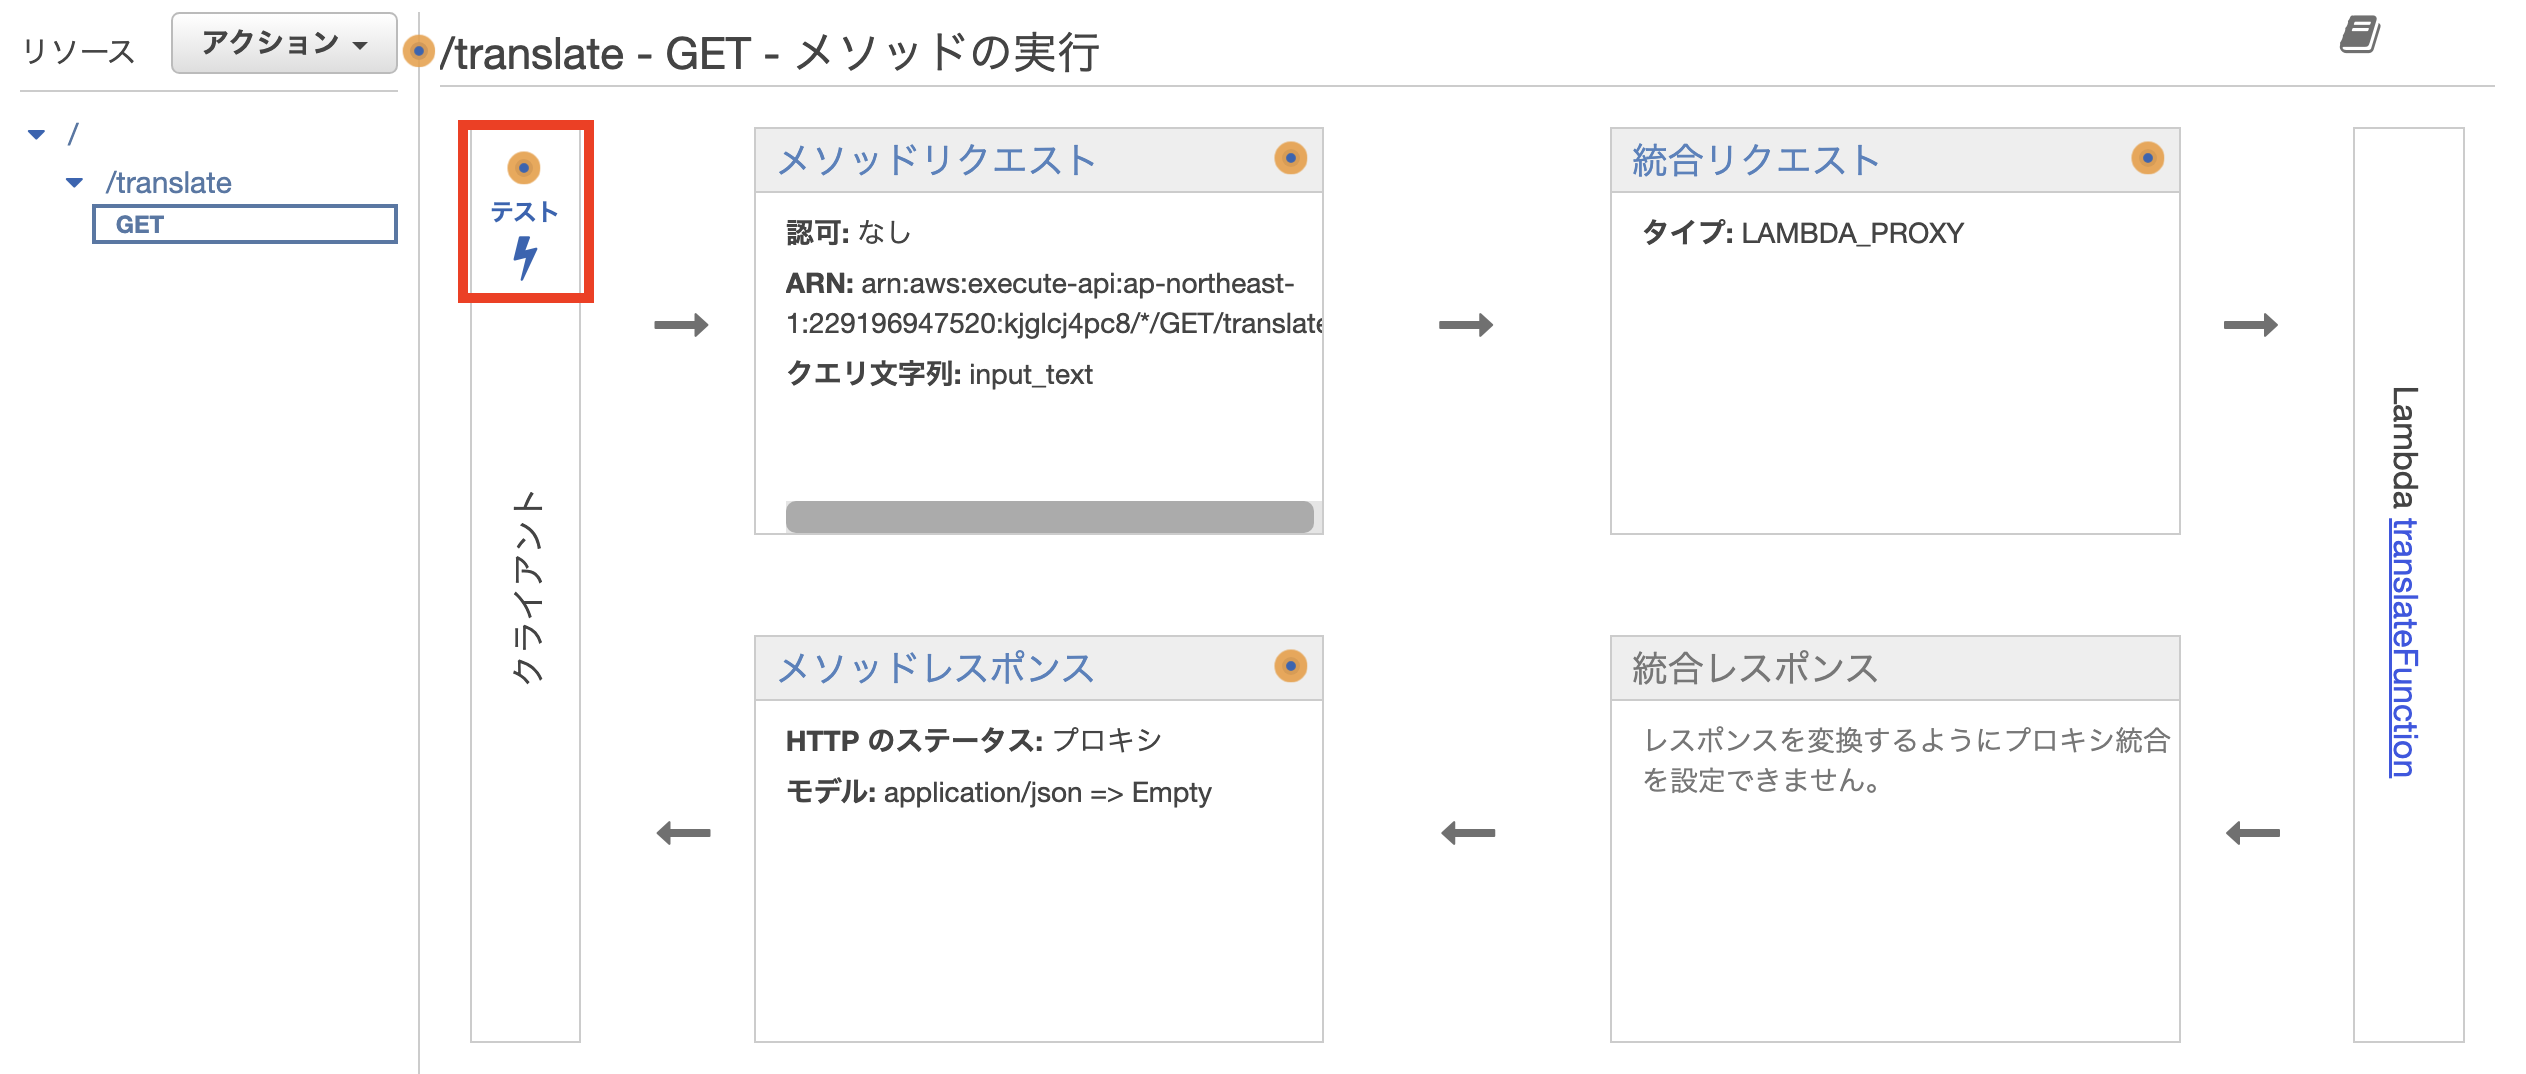 リソース
アクション
/translate - GET - メソッドの実行
/
/translate
GET
テスト
クライアント
メソッドリクエスト
認可: なし
ARN: arn:aws:execute-api:ap-northeast-
1:229196947520:kjglcj4pc8/*/GET/translate
クエリ文字列: input_text
統合リクエスト
タイプ: LAMBDA_PROXY
Lambda translateFunction
メソッドレスポンス
HTTP のステータス: プロキシ
モデル: application/json => Empty
統合レスポンス
レスポンスを変換するようにプロキシ統合
を設定できません。